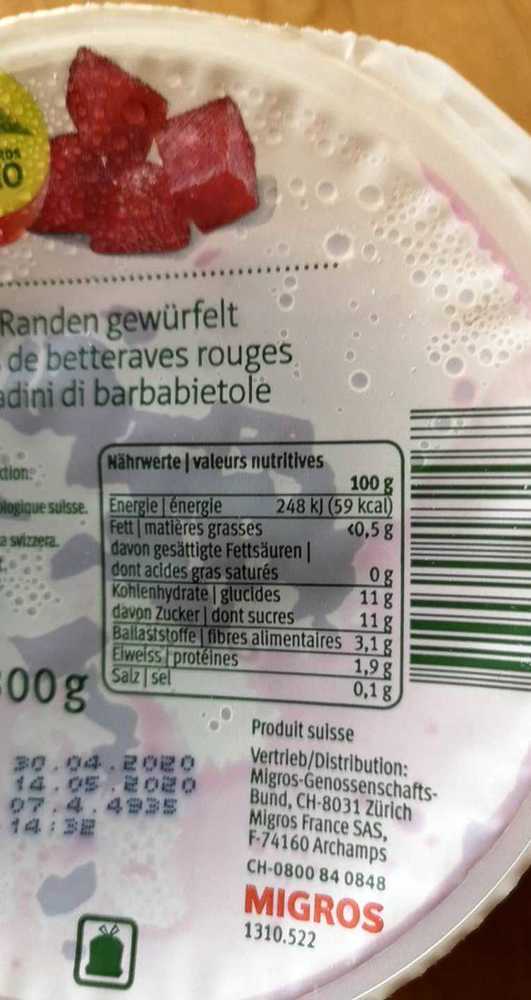 Randen gewürfelt
de betteraves rouges
adini di barbabietole
Nährwerte | valeurs nutritives
100 g
Energie | énergie 248 kJ (59 kcal)
Fett | matières grasses <0,5 g
davon gesättigte Fettsäuren |
dont acides gras saturés 0 g
Kohlenhydrate | glucides 11 g
davon Zucker | dont sucres 11 g
Ballaststoffe | fibres alimentaires 3,1 g
Eiweiss | protéines 1,9 g
Salz | sel 0,1 g
ction:
ologique suisse.
a svizzera.
00 g
30.04.2020
14.05.2020
07.4.4935
Produit suisse
Vertrieb/Distribution:
Migros-Genossenschafts-
Bund, CH-8031 Zürich
Migros France SAS,
F-74160 Archamps
CH-0800 84 0848
MIGROS
1310.522